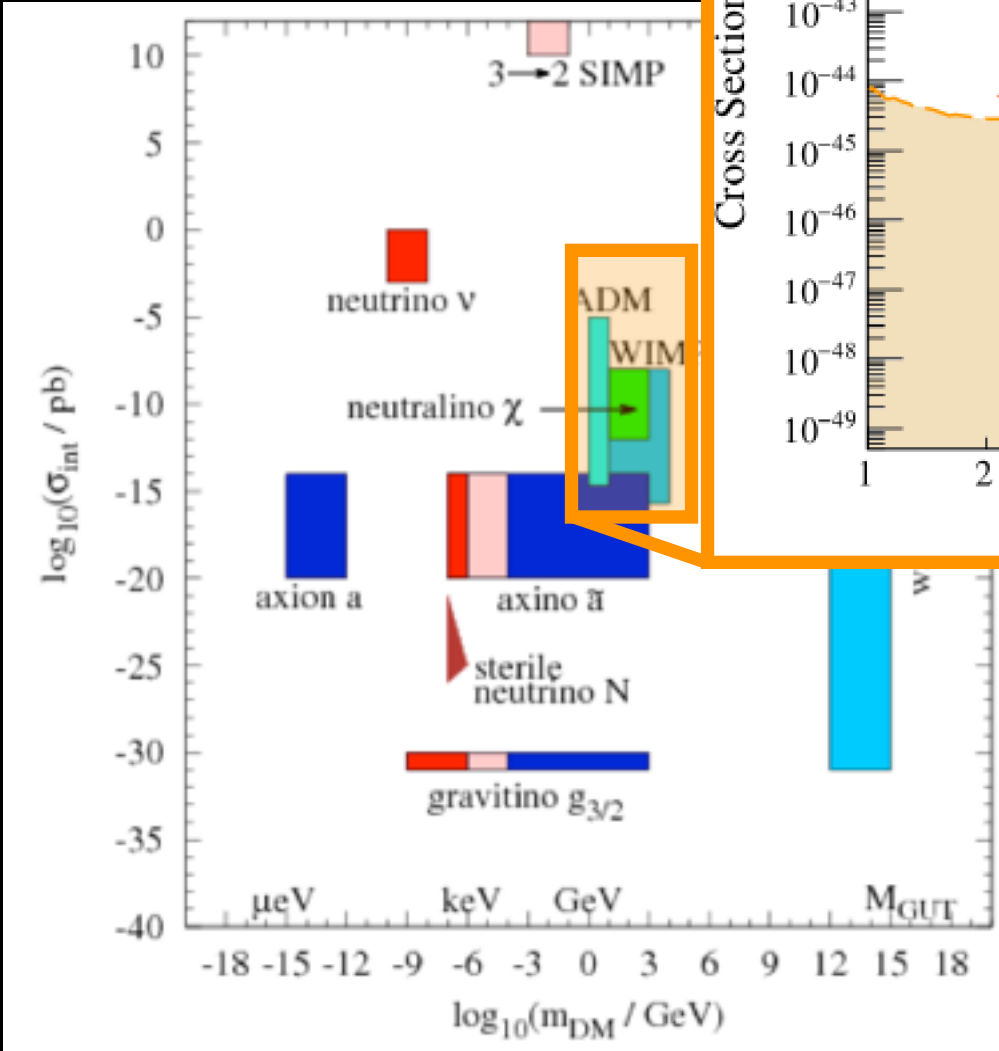 10
5
0
-5
-10
-15
-20
-25
-30
-35
-40
log10(σint / pb)
3→2 SIMP
neutrino ν
ADM
WIMP
neutralino χ
axion a
axino ã
sterile
neutrino N
gravitino g3/2
μeV
keV
GeV
MGUT
-18 -15 -12 -9 -6 -3 0 3 6 9 12 15 18
log10(mDM / GeV)
w
Cross Section
10−43
10−44
10−45
10−46
10−47
10−48
10−49
1 2